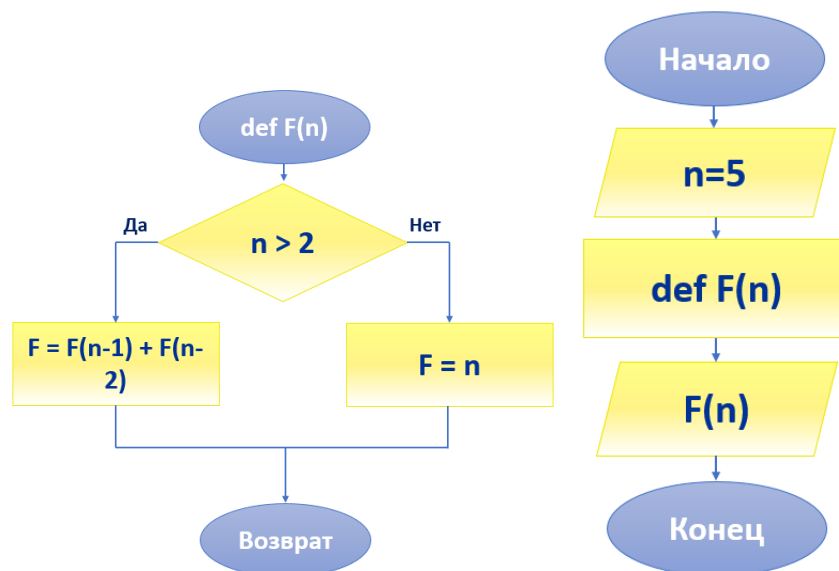 def F(n)
Да
Нет
n > 2
F = F(n-1) + F(n-
2)
F = n
Возврат
Начало
n=5
def F(n)
F(n)
Конец